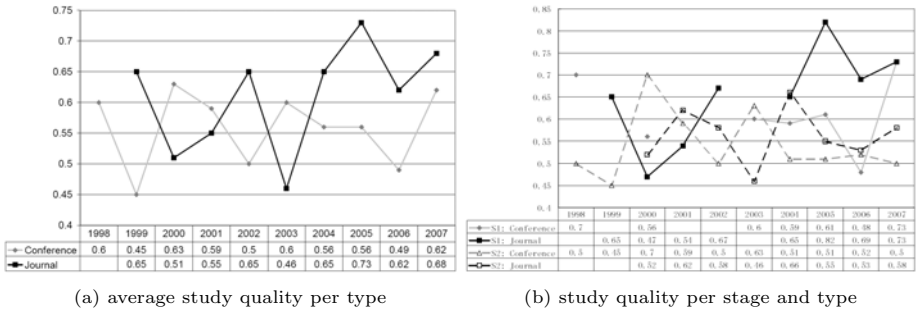 0.75
0.7
0.65
0.6
0.55
0.5
0.45
0.4
1998 1999 2000 2001 2002 2003 2004 2005 2006 2007
Conference 0.6 0.45 0.63 0.59 0.5 0.6 0.56 0.56 0.49 0.62
Journal 0.65 0.51 0.55 0.65 0.46 0.65 0.73 0.62 0.68
(a) average study quality per type
0.85
0.8
0.75
0.7
0.65
0.6
0.55
0.5
0.45
0.4
1998 1999 2000 2001 2002 2003 2004 2005 2006 2007
S1: Conference 0.7 0.56 0.6 0.59 0.61 0.48 0.73
S1: Journal 0.65 0.47 0.54 0.67 0.65 0.82 0.69 0.73
S2: Conference 0.5 0.45 0.7 0.59 0.5 0.63 0.51 0.51 0.52 0.5
S2: Journal 0.52 0.62 0.58 0.46 0.66 0.55 0.53 0.58
(b) study quality per stage and type